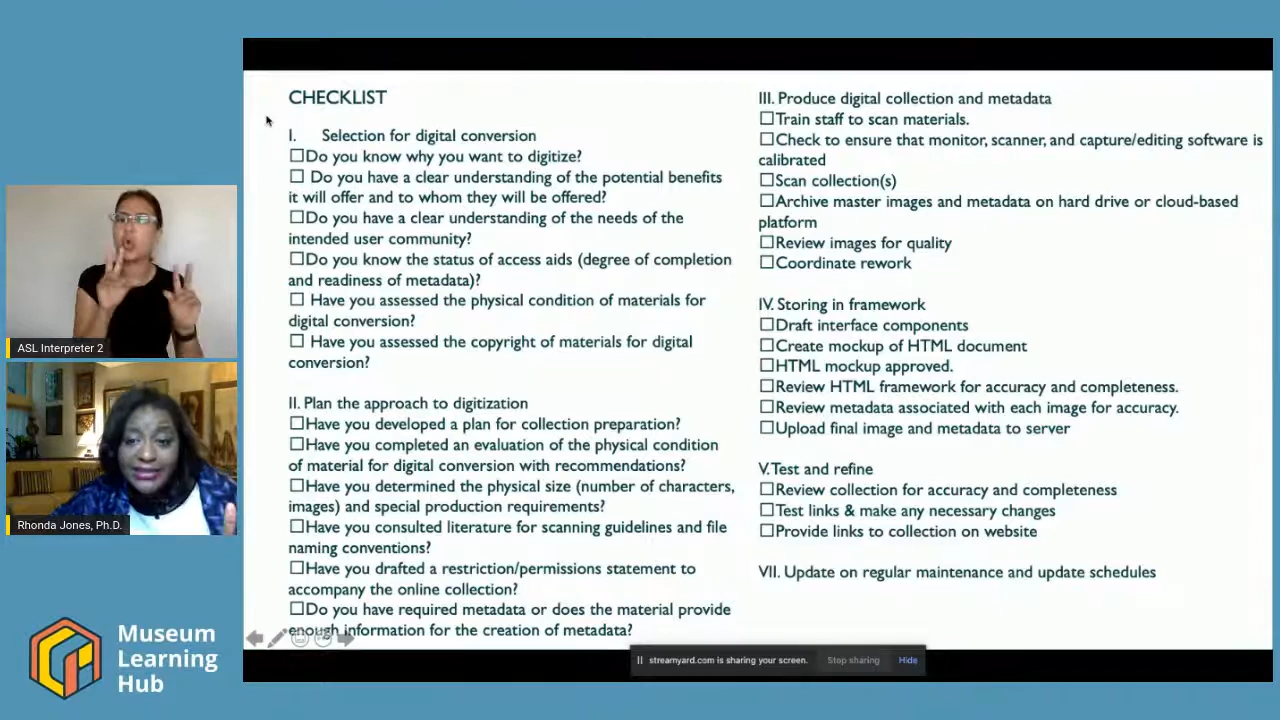 CHECKLIST
I. Selection for digital conversion
☐Do you know why you want to digitize?
☐ Do you have a clear understanding of the potential benefits
it will offer and to whom they will be offered?
☐Do you have a clear understanding of the needs of the
intended user community?
☐Do you know the status of access aids (degree of completion
and readiness of metadata)?
☐ Have you assessed the physical condition of materials for
digital conversion?
☐ Have you assessed the copyright of materials for digital
conversion?
II. Plan the approach to digitization
☐Have you developed a plan for collection preparation?
☐Have you completed an evaluation of the physical condition
of material for digital conversion with recommendations?
☐Have you determined the physical size (number of characters,
images) and special production requirements?
☐Have you consulted literature for scanning guidelines and file
naming conventions?
☐Have you drafted a restriction/permissions statement to
accompany the online collection?
☐Do you have required metadata or does the material provide
enough information for the creation of metadata?
III. Produce digital collection and metadata
☐Train staff to scan materials.
☐Check to ensure that monitor, scanner, and capture/editing software is
calibrated
☐Scan collection(s)
☐Archive master images and metadata on hard drive or cloud-based
platform
☐Review images for quality
☐Coordinate rework
IV. Storing in framework
☐Draft interface components
☐Create mockup of HTML document
☐HTML mockup approved.
☐Review HTML framework for accuracy and completeness.
☐Review metadata associated with each image for accuracy.
☐Upload final image and metadata to server
V. Test and refine
☐Review collection for accuracy and completeness
☐Test links & make any necessary changes
☐Provide links to collection on website
VII. Update on regular maintenance and update schedules
ASL Interpreter 2
Rhonda Jones, Ph.D.
Museum
Learning
Hub
streamyard.com is sharing your screen. Stop sharing Hide